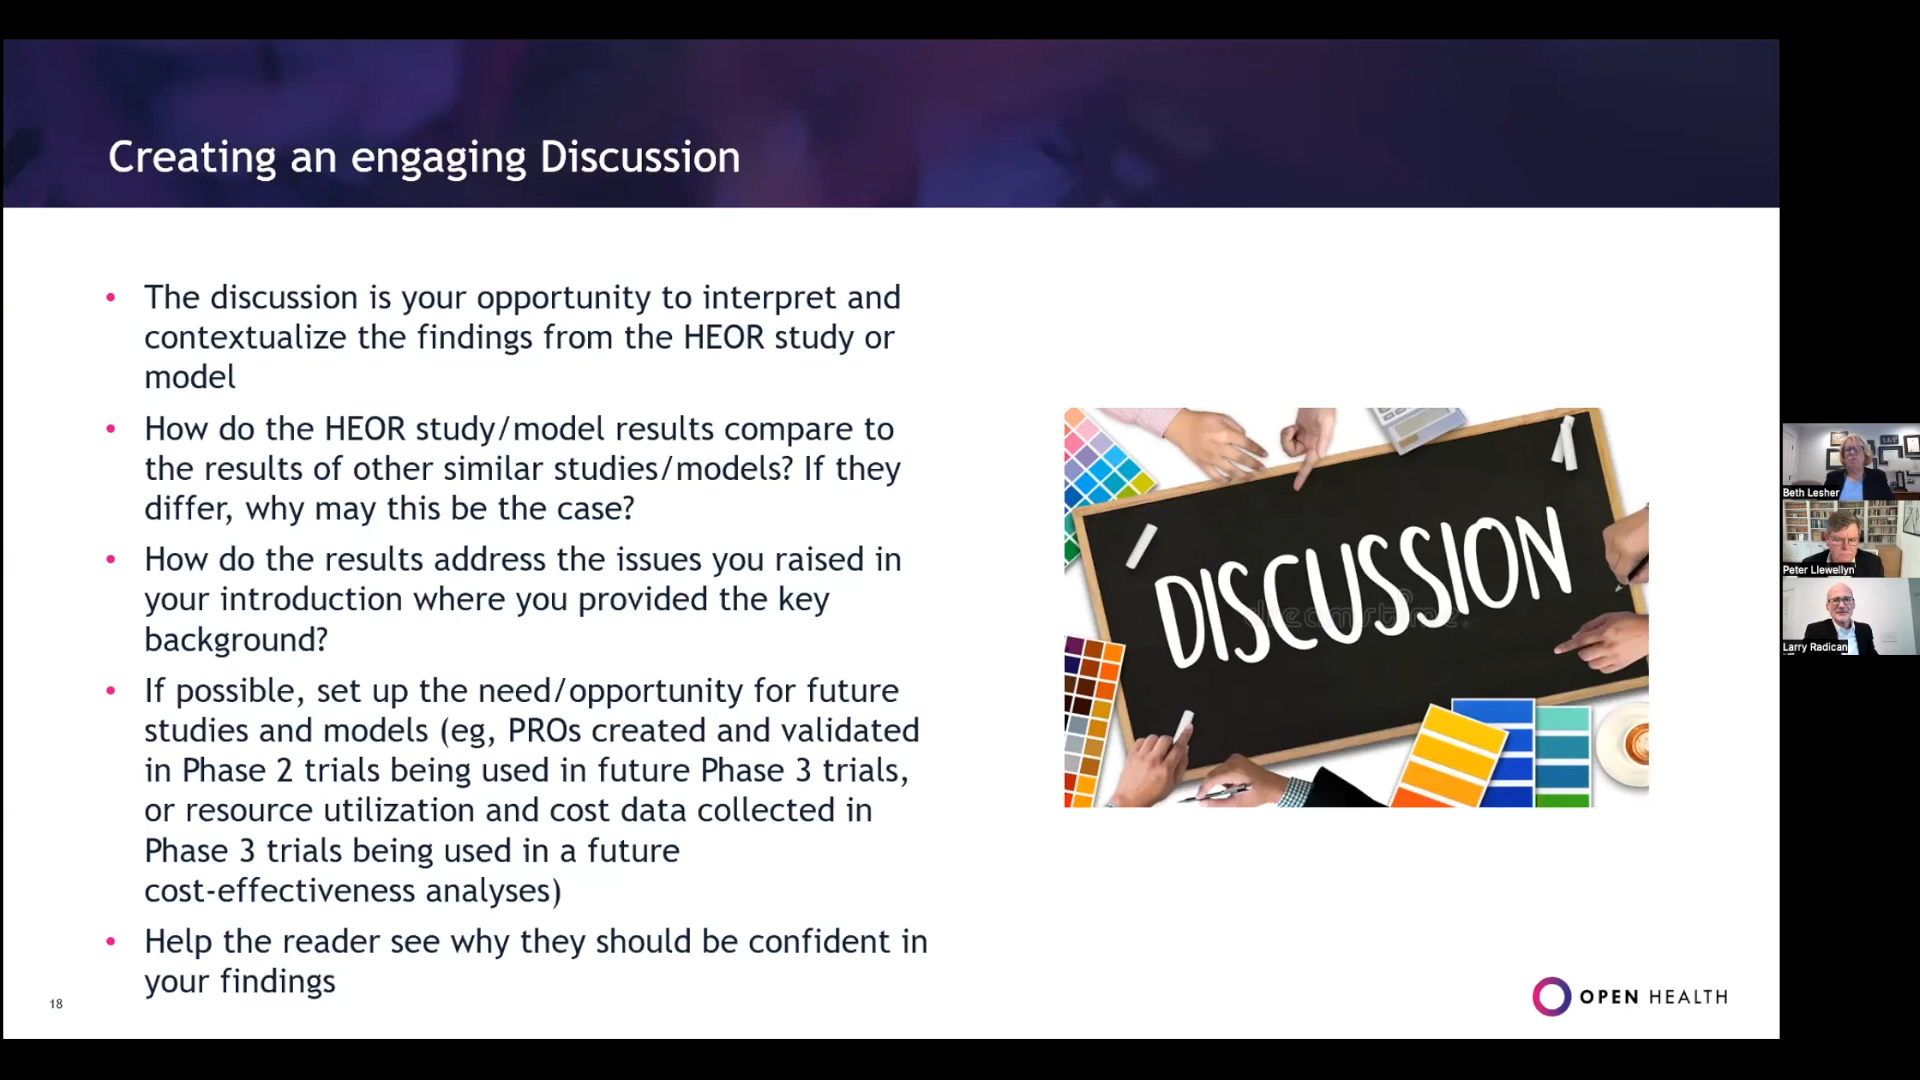 Creating an engaging Discussion
• The discussion is your opportunity to interpret and
contextualize the findings from the HEOR study or
model
• How do the HEOR study/model results compare to
the results of other similar studies/models? If they
differ, why may this be the case?
• How do the results address the issues you raised in
your introduction where you provided the key
background?
• If possible, set up the need/opportunity for future
studies and models (eg, PROs created and validated
in Phase 2 trials being used in future Phase 3 trials,
or resource utilization and cost data collected in
Phase 3 trials being used in a future
cost-effectiveness analyses)
• Help the reader see why they should be confident in
your findings
DISCUSSION
dreamstime.
18
OPEN HEALTH
Beth Lesher
Peter Llewellyn
Larry Radican